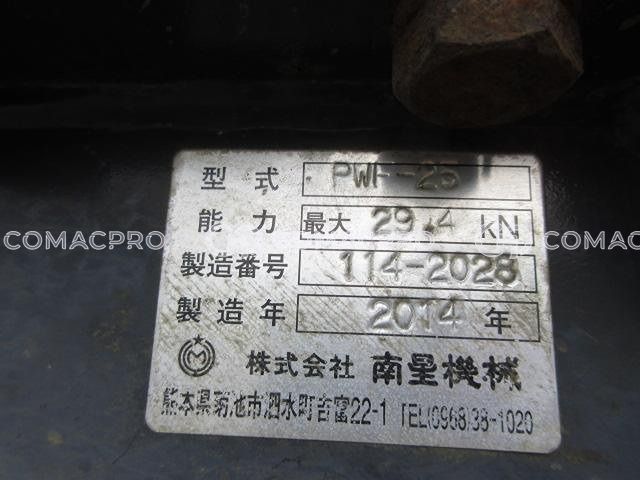 型式 PWH-25
能力 最大 29.4 kN
COMACPRO COMACPRO COMACPRO COMACPRO
製造番号 114-2028
製造年 2014 年
株式会社 南星機械
熊本県菊池市泗水町吉富22-1 TEL(0968)38-1020